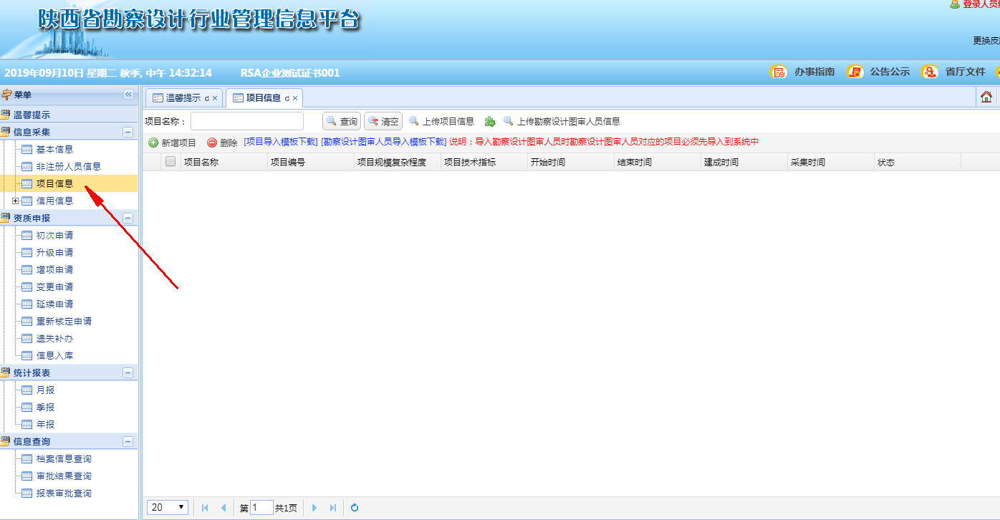 陕西省勘察设计行业管理信息平台
登录人员
更换皮
2019年09月10日 星期二 秋季, 中午 14:32:14 RSA企业测试证书001
办事指南 公告公示 省厅文件
菜单
温馨提示 项目信息
温馨提示
信息采集
基本信息
非注册人员信息
项目信息
信用信息
资质申报
初次申请
升级申请
增项申请
变更申请
延续申请
重新核定申请
遗失补办
信息入库
统计报表
月报
季报
年报
信息查询
档案信息查询
审批结果查询
报表审批查询
项目名称： 查询 清空 上传项目信息 上传勘察设计图审人员信息
新增项目 删除 [项目导入模板下载] [勘察设计图审人员导入模板下载] 说明：导入勘察设计图审人员时勘察设计图审人员对应的项目必须先导入到系统中
项目名称 项目编号 项目规模复杂程度 项目技术指标 开始时间 结束时间 建成时间 采集时间 状态
20 第 1 共1页